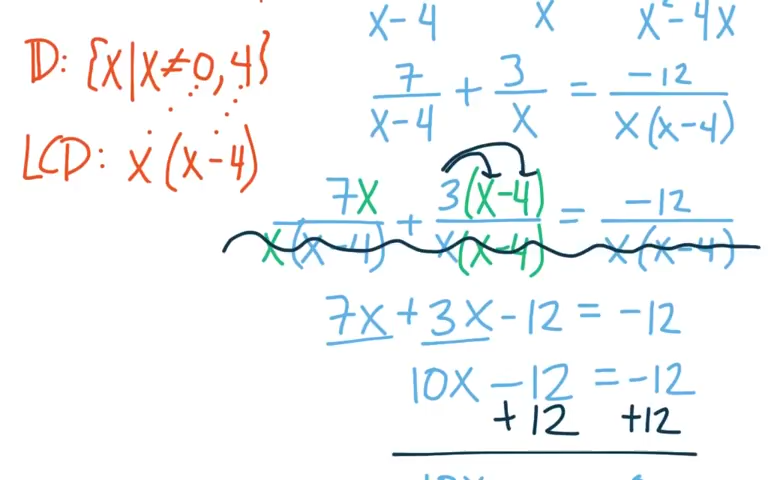 x-4 x x²-4x
D: {x|x≠0,4}
7/(x-4) + 3/x = -12/(x(x-4))
LCD: x(x-4)
7x/(x(x-4)) + 3(x-4)/(x(x-4)) = -12/(x(x-4))
7x + 3x - 12 = -12
10x - 12 = -12
+12 +12